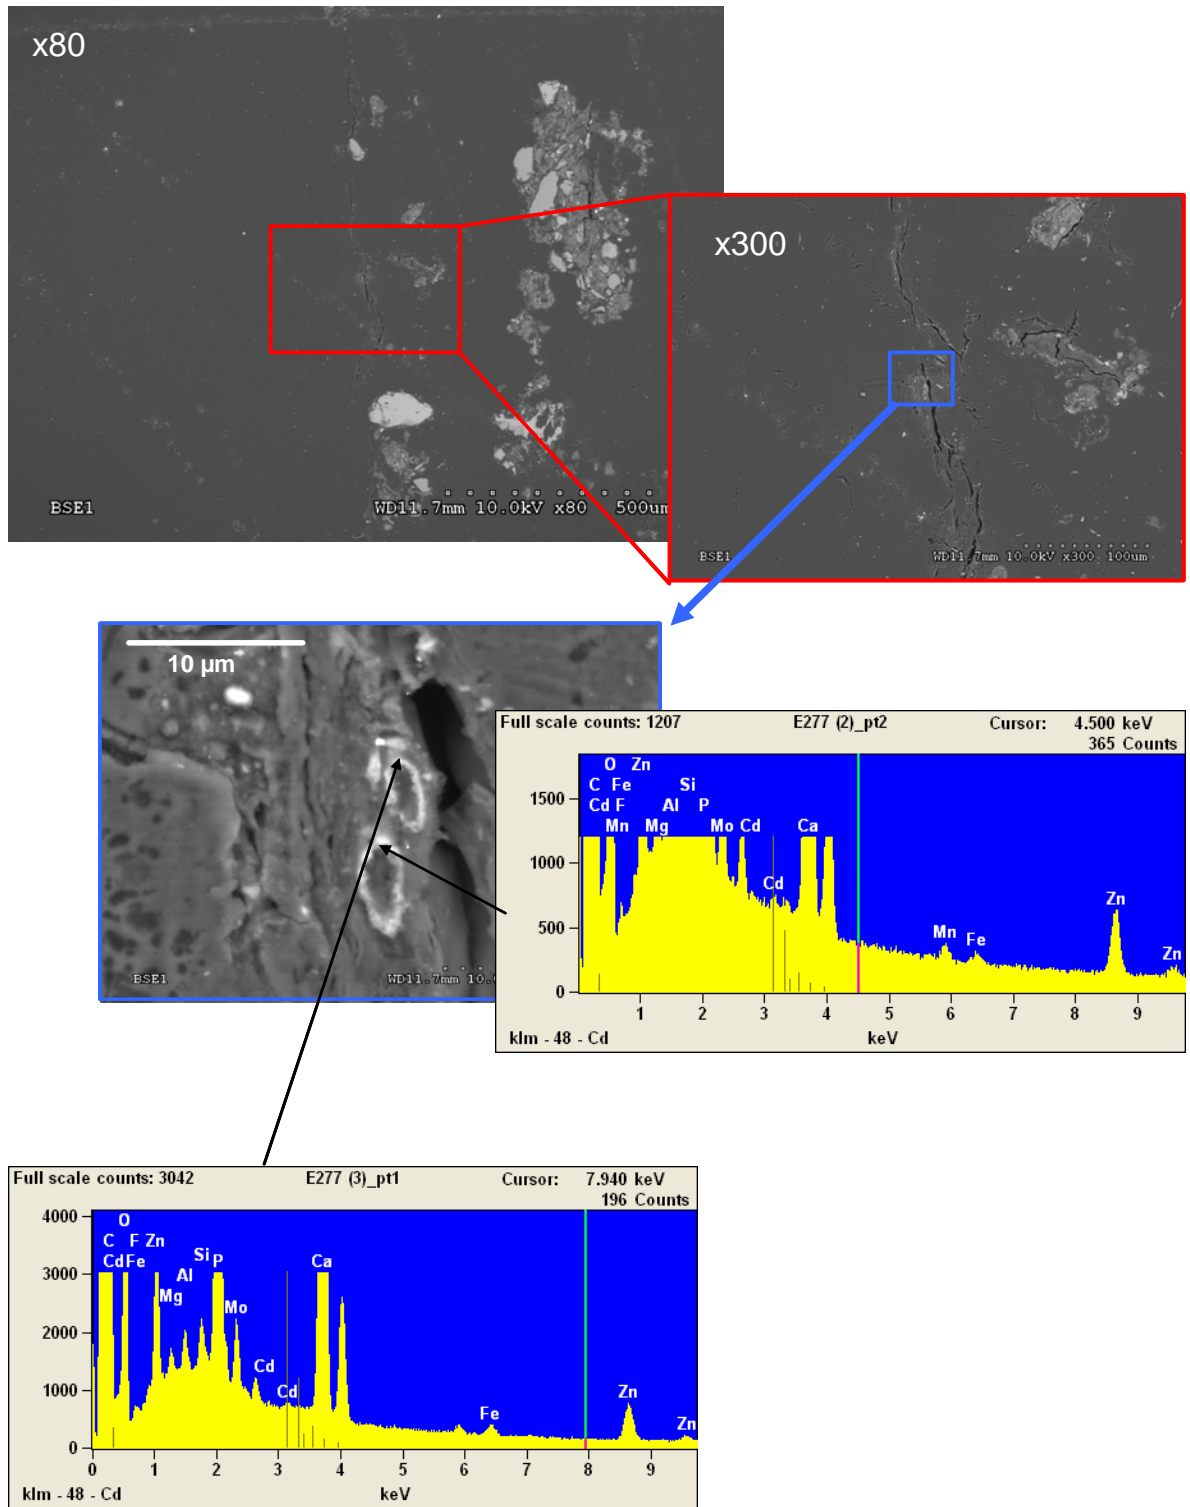 x80
BSE1
WD11.7mm 10.0kV x80 500um
x300
BSE1
WD11.7mm 10.0kV x300 100um
10 µm
BSE1
WD11.7mm
Full scale counts: 1207 E277 (2)_pt2 Cursor: 4.500 keV
365 Counts
O Zn
C Fe Si
Cd F Al P
Mn Mg Mo Cd Ca
1500
1000
Cd
Zn
500
Mn Fe
Zn
0
1 2 3 4 5 6 7 8 9
klm - 48 - Cd keV
Full scale counts: 3042 E277 (3)_pt1 Cursor: 7.940 keV
196 Counts
4000
O
C F Zn
Cd Fe Si P Ca
3000
Al
Mg
Mo
2000
Cd
Cd
Zn
1000
Fe
Zn
0
0 1 2 3 4 5 6 7 8 9
klm - 48 - Cd keV